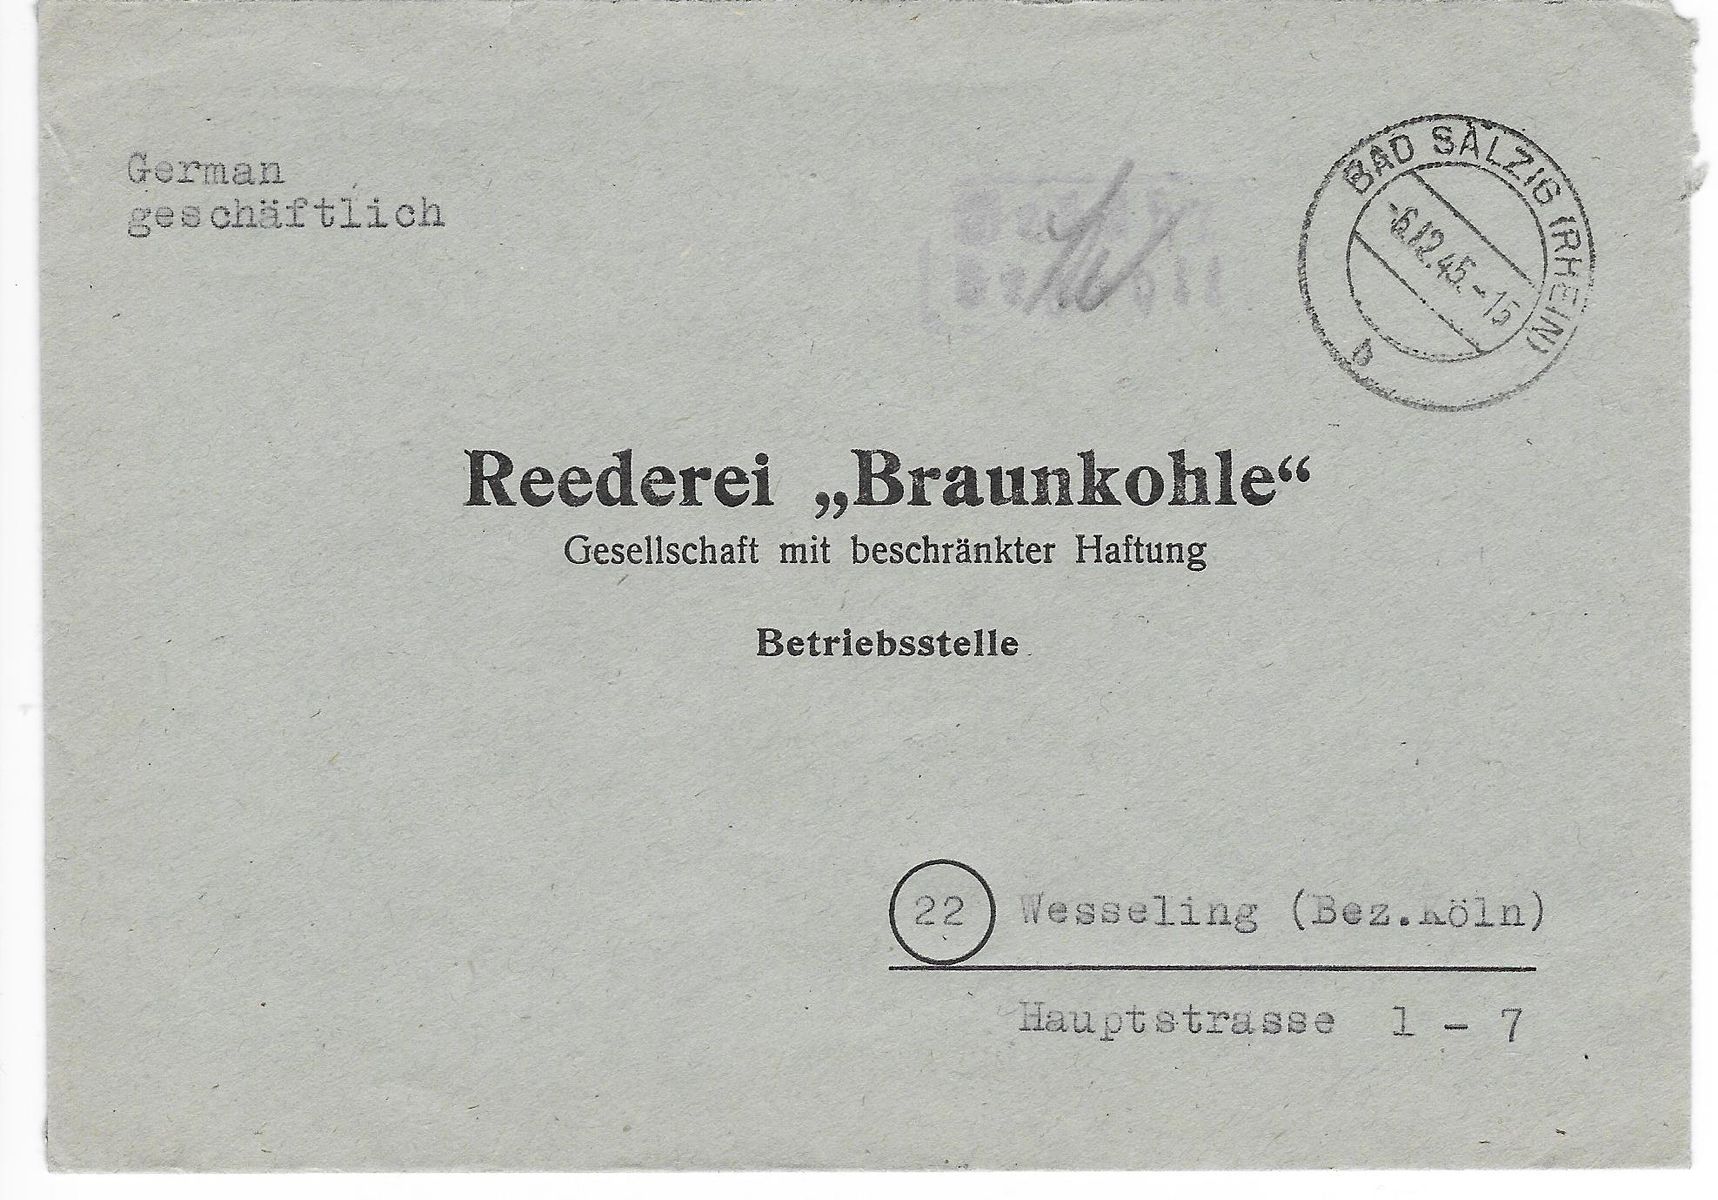 German
geschäftlich
BAD SALZIG (RHEIN)
-6.12.45.-15
b
Reederei „Braunkohle“
Gesellschaft mit beschränkter Haftung
Betriebsstelle
22 Wesseling (Bez.Köln)
Hauptstrasse 1 - 7